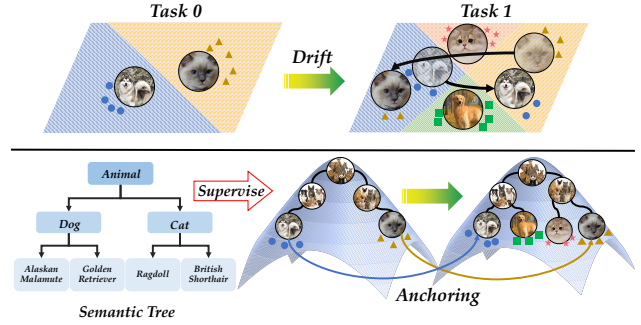 Task 0
Task 1
Drift
Animal
Supervise
Dog
Cat
Alaskan
Malamute
Golden
Retriever
Ragdoll
British
Shorthair
Anchoring
Semantic Tree